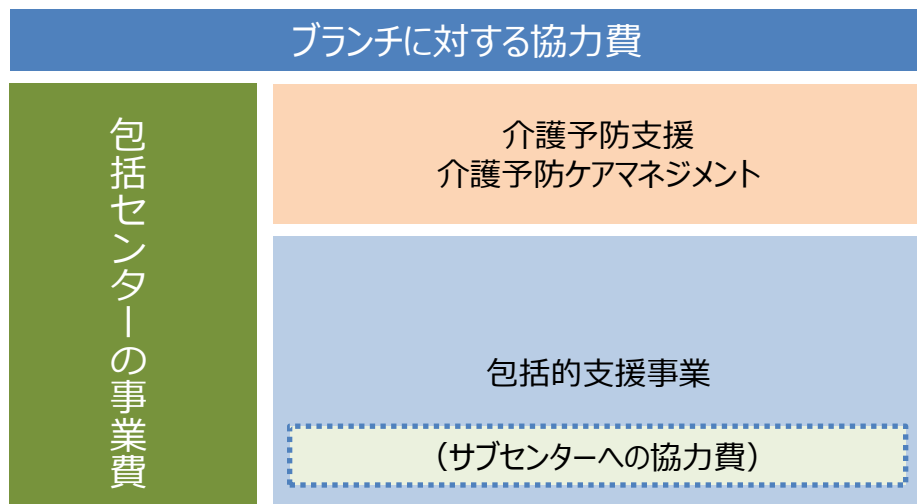 ブランチに対する協力費
包括センターの事業費
介護予防支援
介護予防ケアマネジメント
包括的支援事業
（サブセンターへの協力費）